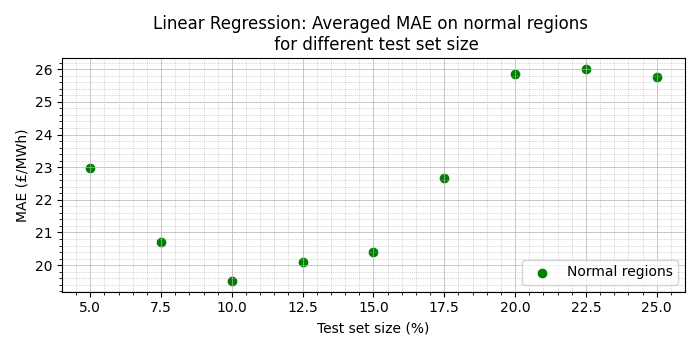 Linear Regression: Averaged MAE on normal regions
for different test set size
MAE (£/MWh)
26
25
24
23
22
21
20
5.0 7.5 10.0 12.5 15.0 17.5 20.0 22.5 25.0
Normal regions
Test set size (%)